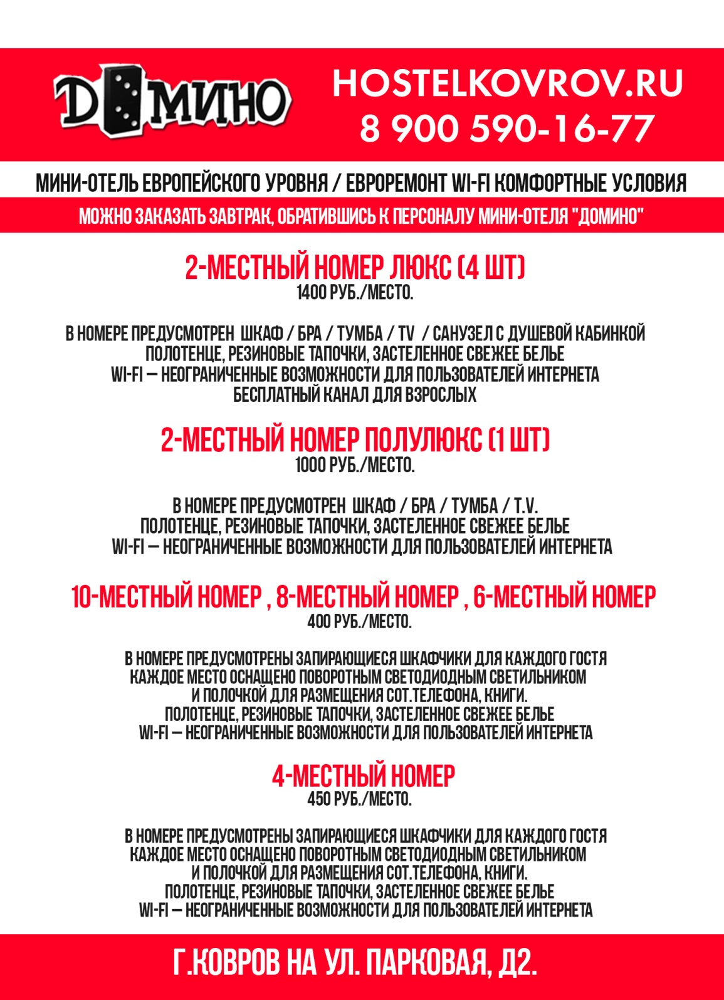 ДОМИНО
HOSTELKOVROV.RU
8 900 590-16-77
МИНИ-ОТЕЛЬ ЕВРОПЕЙСКОГО УРОВНЯ / ЕВРОРЕМОНТ WI-FI КОМФОРТНЫЕ УСЛОВИЯ
МОЖНО ЗАКАЗАТЬ ЗАВТРАК, ОБРАТИВШИСЬ К ПЕРСОНАЛУ МИНИ-ОТЕЛЯ "ДОМИНО"
2-МЕСТНЫЙ НОМЕР ЛЮКС (4 ШТ)
1400 РУБ./МЕСТО.
В НОМЕРЕ ПРЕДУСМОТРЕН ШКАФ / БРА / ТУМБА / TV / САНУЗЕЛ С ДУШЕВОЙ КАБИНКОЙ
ПОЛОТЕНЦЕ, РЕЗИНОВЫЕ ТАПОЧКИ, ЗАСТЕЛЕННОЕ СВЕЖЕЕ БЕЛЬЕ
WI-FI – НЕОГРАНИЧЕННЫЕ ВОЗМОЖНОСТИ ДЛЯ ПОЛЬЗОВАТЕЛЕЙ ИНТЕРНЕТА
БЕСПЛАТНЫЙ КАНАЛ ДЛЯ ВЗРОСЛЫХ
2-МЕСТНЫЙ НОМЕР ПОЛУЛЮКС (1 ШТ)
1000 РУБ./МЕСТО.
В НОМЕРЕ ПРЕДУСМОТРЕН ШКАФ / БРА / ТУМБА / T.V.
ПОЛОТЕНЦЕ, РЕЗИНОВЫЕ ТАПОЧКИ, ЗАСТЕЛЕННОЕ СВЕЖЕЕ БЕЛЬЕ
WI-FI – НЕОГРАНИЧЕННЫЕ ВОЗМОЖНОСТИ ДЛЯ ПОЛЬЗОВАТЕЛЕЙ ИНТЕРНЕТА
10-МЕСТНЫЙ НОМЕР , 8-МЕСТНЫЙ НОМЕР , 6-МЕСТНЫЙ НОМЕР
400 РУБ./МЕСТО.
В НОМЕРЕ ПРЕДУСМОТРЕНЫ ЗАПИРАЮЩИЕСЯ ШКАФЧИКИ ДЛЯ КАЖДОГО ГОСТЯ
КАЖДОЕ МЕСТО ОСНАЩЕНО ПОВОРОТНЫМ СВЕТОДИОДНЫМ СВЕТИЛЬНИКОМ
И ПОЛОЧКОЙ ДЛЯ РАЗМЕЩЕНИЯ СОТ.ТЕЛЕФОНА, КНИГИ.
ПОЛОТЕНЦЕ, РЕЗИНОВЫЕ ТАПОЧКИ, ЗАСТЕЛЕННОЕ СВЕЖЕЕ БЕЛЬЕ
WI-FI – НЕОГРАНИЧЕННЫЕ ВОЗМОЖНОСТИ ДЛЯ ПОЛЬЗОВАТЕЛЕЙ ИНТЕРНЕТА
4-МЕСТНЫЙ НОМЕР
450 РУБ./МЕСТО.
В НОМЕРЕ ПРЕДУСМОТРЕНЫ ЗАПИРАЮЩИЕСЯ ШКАФЧИКИ ДЛЯ КАЖДОГО ГОСТЯ
КАЖДОЕ МЕСТО ОСНАЩЕНО ПОВОРОТНЫМ СВЕТОДИОДНЫМ СВЕТИЛЬНИКОМ
И ПОЛОЧКОЙ ДЛЯ РАЗМЕЩЕНИЯ СОТ.ТЕЛЕФОНА, КНИГИ.
ПОЛОТЕНЦЕ, РЕЗИНОВЫЕ ТАПОЧКИ, ЗАСТЕЛЕННОЕ СВЕЖЕЕ БЕЛЬЕ
WI-FI – НЕОГРАНИЧЕННЫЕ ВОЗМОЖНОСТИ ДЛЯ ПОЛЬЗОВАТЕЛЕЙ ИНТЕРНЕТА
Г.КОВРОВ НА УЛ. ПАРКОВАЯ, Д2.